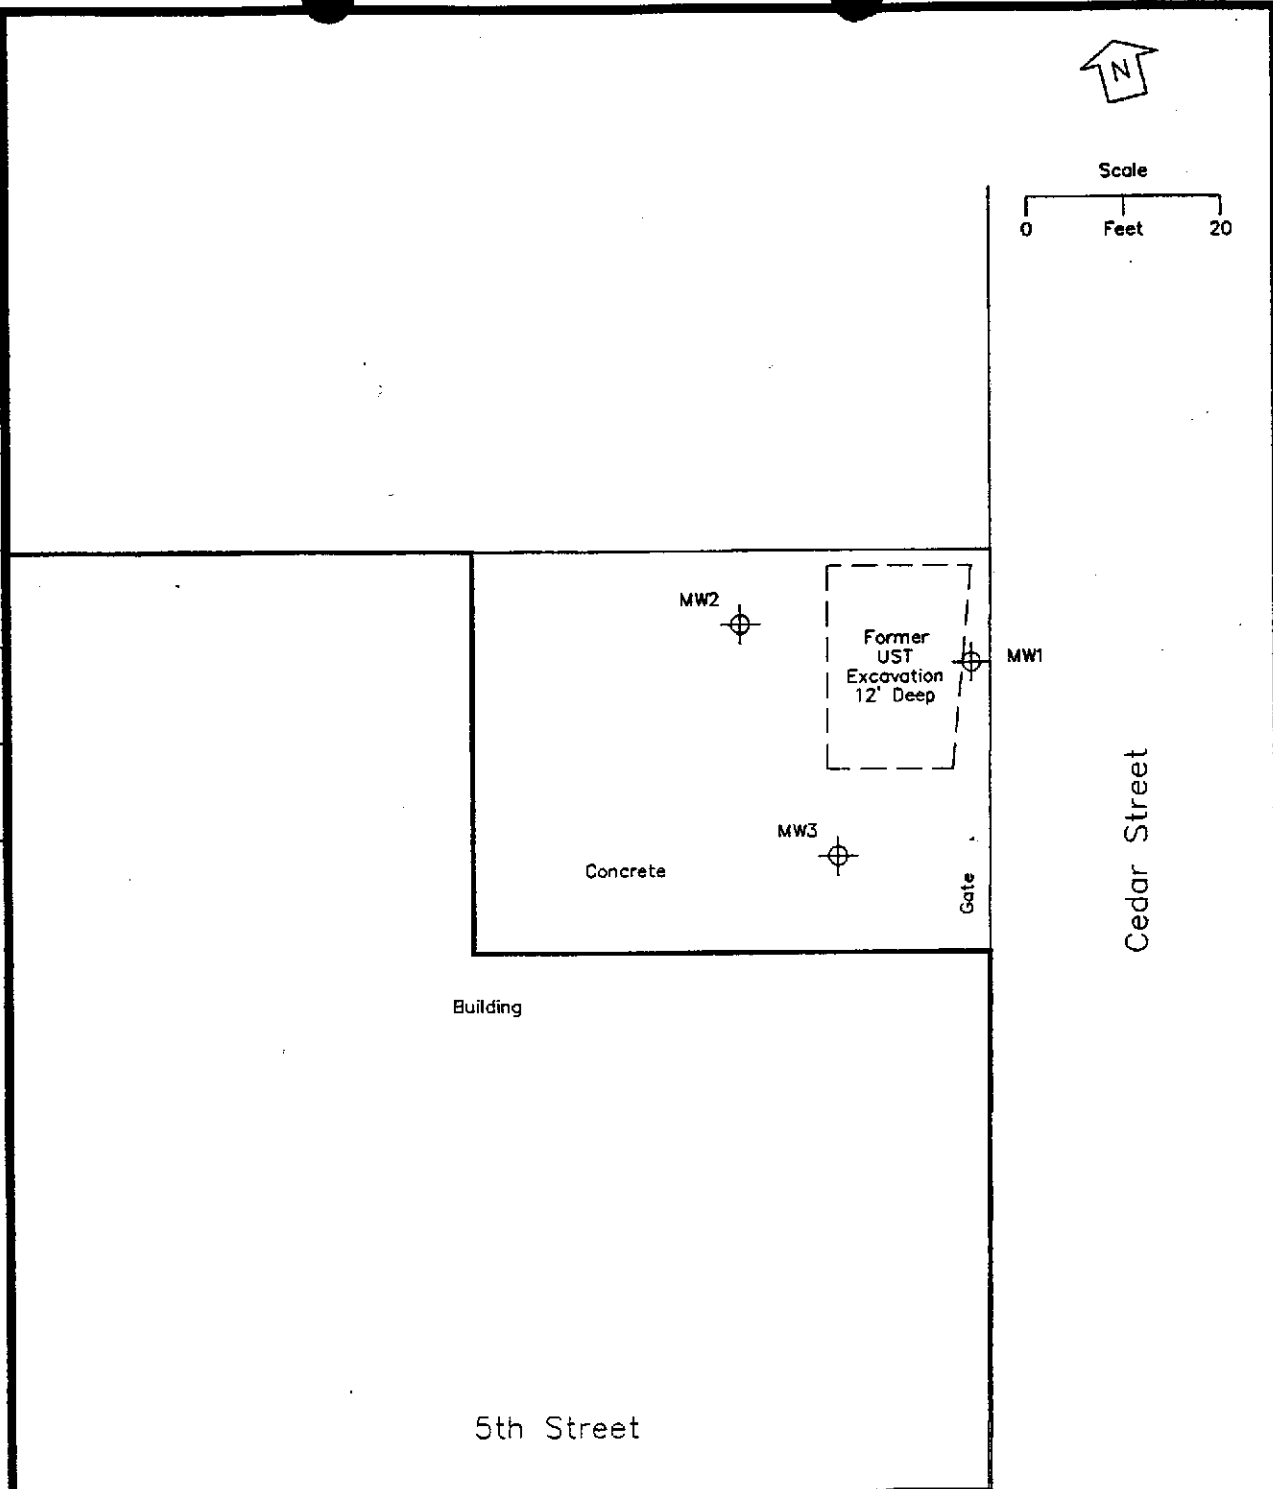 N
Scale
0 Feet 20
MW2
Former
UST
Excavation
12' Deep
MW1
MW3
Concrete
Gate
Cedar Street
Building
5th Street